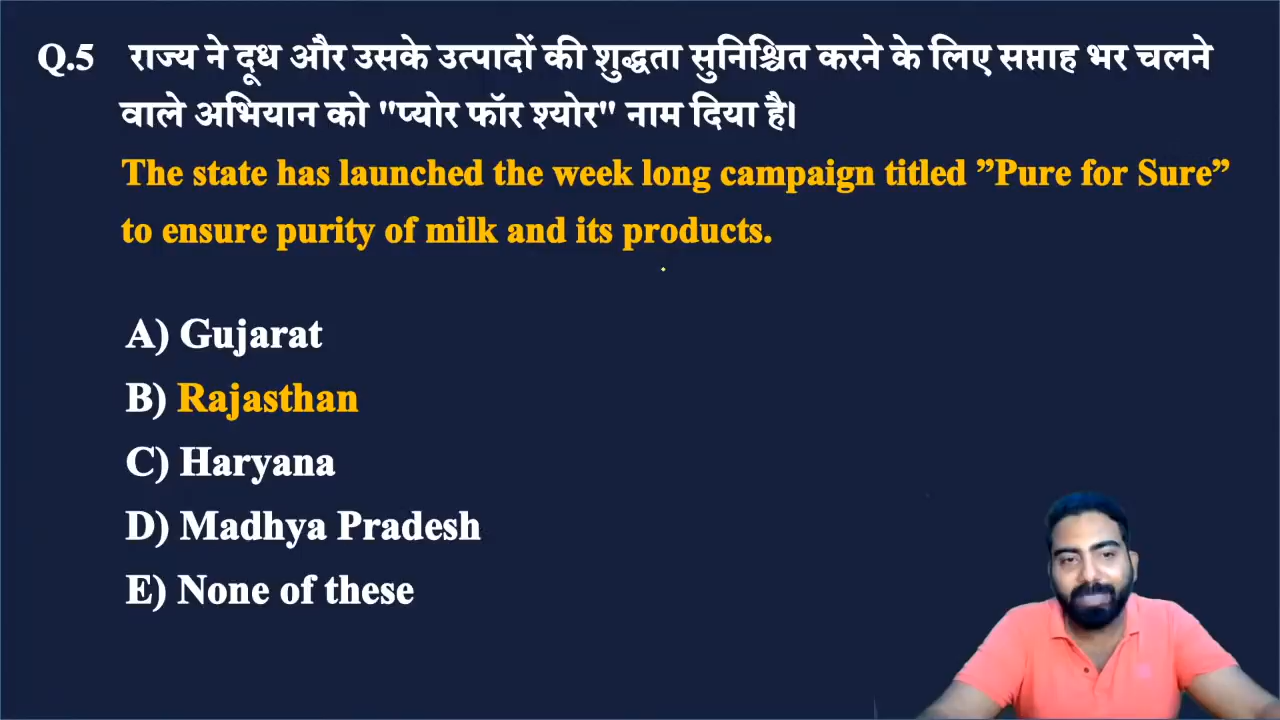 Q.5 राज्य ने दूध और उसके उत्पादों की शुद्धता सुनिश्चित करने के लिए सप्ताह भर चलने
वाले अभियान को "प्योर फॉर श्योर" नाम दिया है।
The state has launched the week long campaign titled ”Pure for Sure”
to ensure purity of milk and its products.
A) Gujarat
B) Rajasthan
C) Haryana
D) Madhya Pradesh
E) None of these